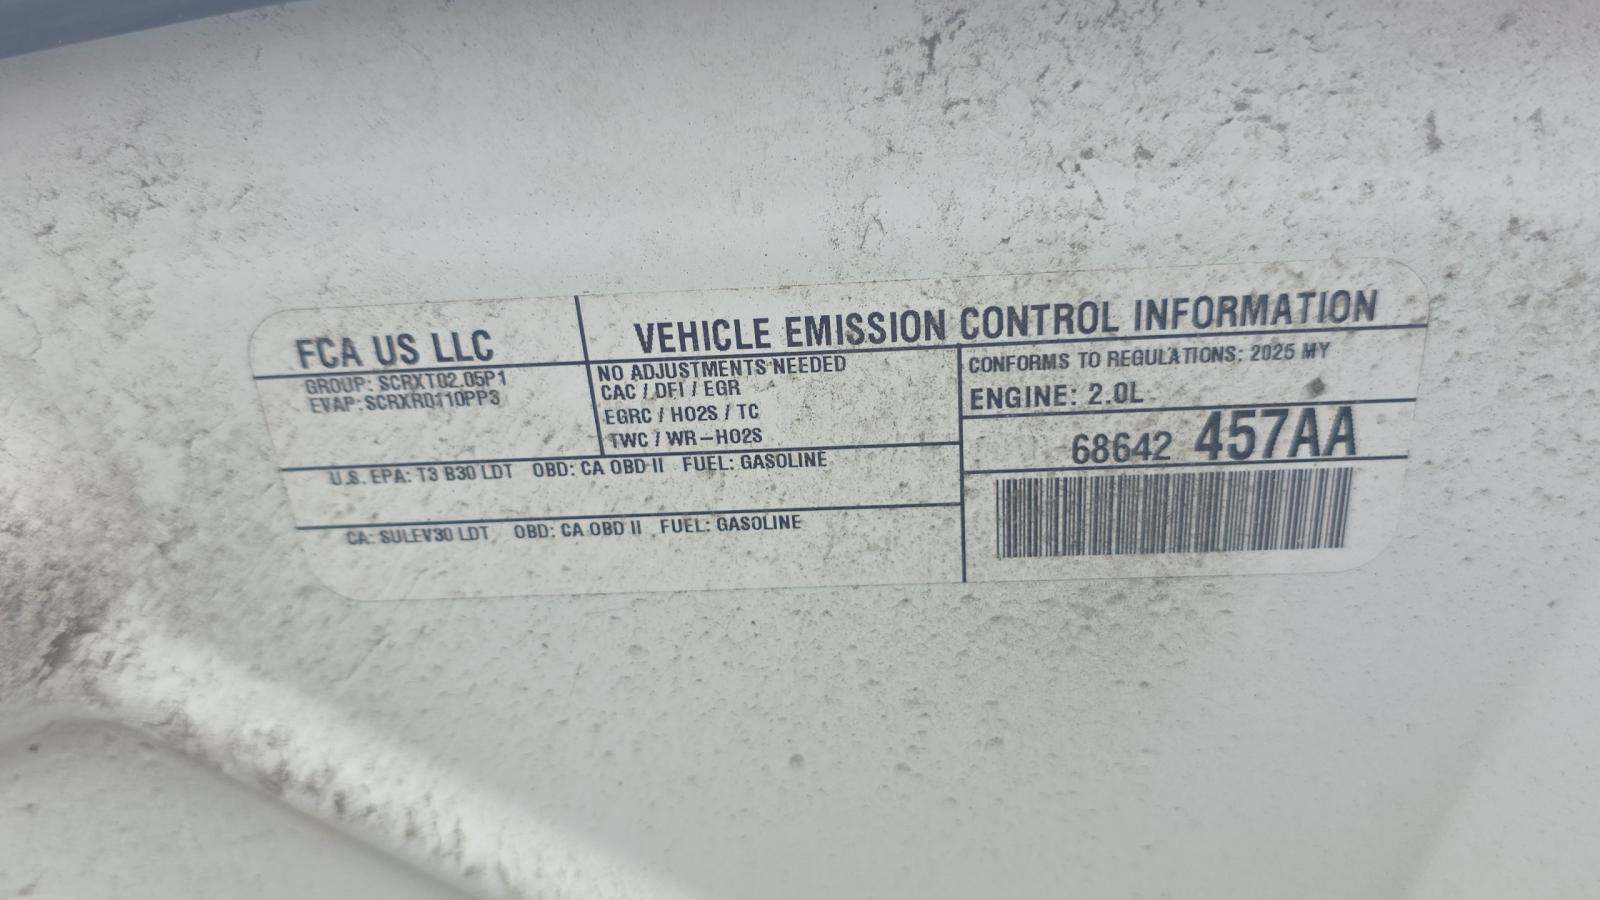 FCA US LLC
VEHICLE EMISSION CONTROL INFORMATION
GROUP: SCRXT02.05P1
EVAP: SCRXR0110PP3
NO ADJUSTMENTS NEEDED
CAC / DFI / EGR
EGRC / HO2S / TC
TWC / WR-HO2S
CONFORMS TO REGULATIONS: 2025 MY
ENGINE: 2.0L
68642 457AA
U.S. EPA: T3 B30 LDT OBD: CA OBD II FUEL: GASOLINE
CA: SULEV30 LDT OBD: CA OBD II FUEL: GASOLINE